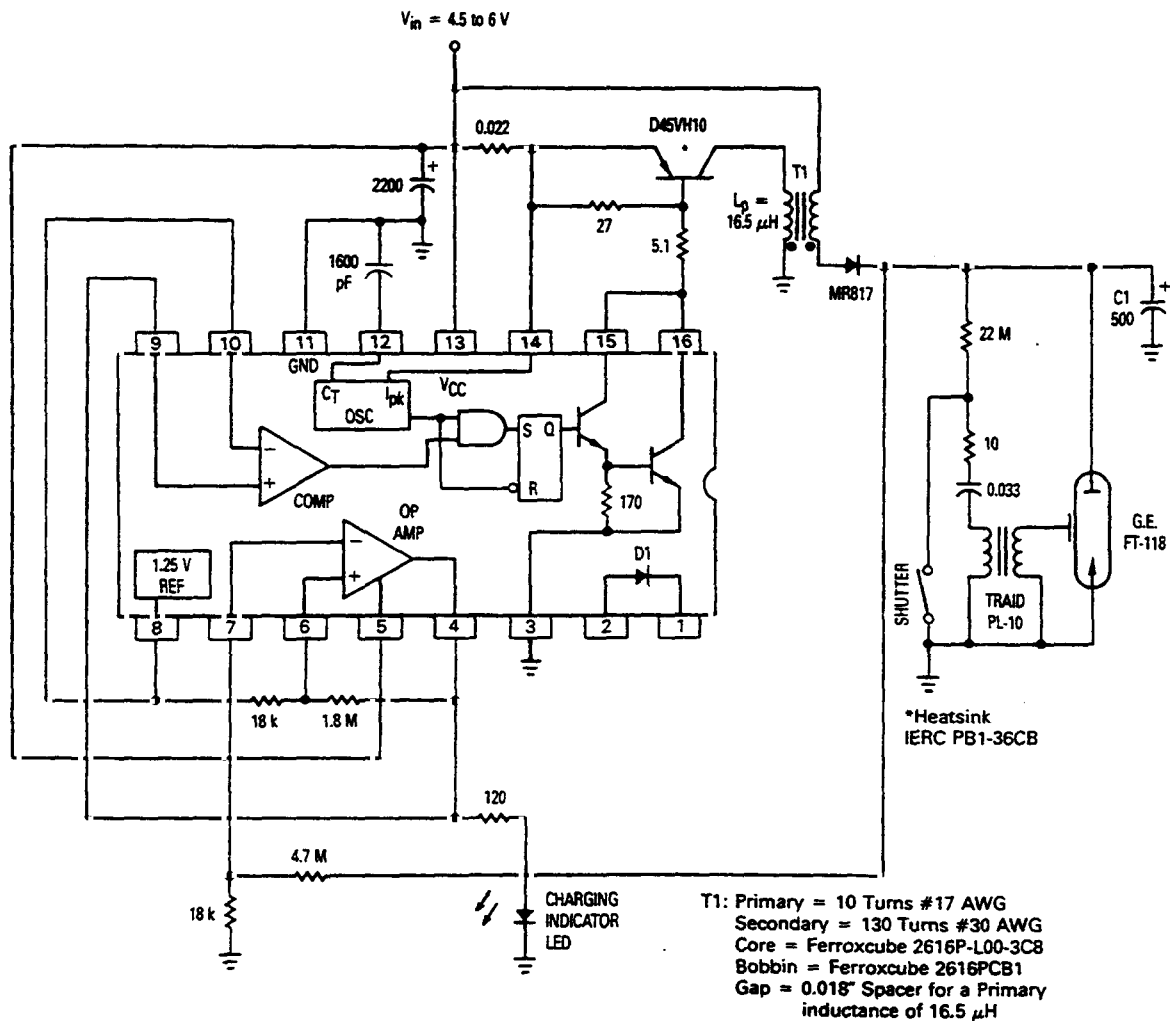 V_in = 4.5 to 6 V
0.022
D45VH10
*
T1
+
2200
L_p =
16.5 μH
27
5.1
1600
pF
MR817
C1
500
+
22 M
9 10 11 12 13 14 15 16
GND
C_T
I_pk
V_CC
OSC
S Q
R
10
−
+
COMP
0.033
OP
AMP
170
G.E.
FT-118
−
+
1.25 V
REF
D1
SHUTTER
TRAID
PL-10
8 7 6 5 4 3 2 1
18 k
1.8 M
*Heatsink
IERC PB1-36CB
120
4.7 M
18 k
CHARGING
INDICATOR
LED
T1: Primary = 10 Turns #17 AWG
Secondary = 130 Turns #30 AWG
Core = Ferroxcube 2616P-L00-3C8
Bobbin = Ferroxcube 2616PCB1
Gap = 0.018" Spacer for a Primary
inductance of 16.5 μH